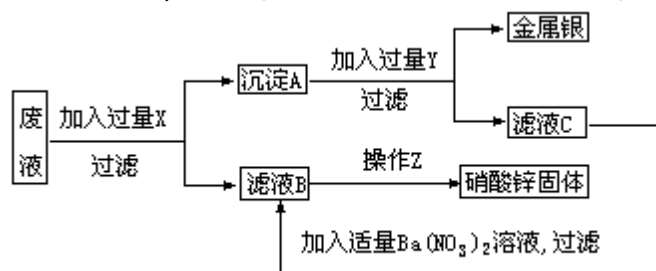 金属银
加入过量Y
沉淀A
过滤
废液
加入过量X
过滤
滤液C
操作Z
滤液B
硝酸锌固体
加入适量Ba(NO₃)₂溶液,过滤